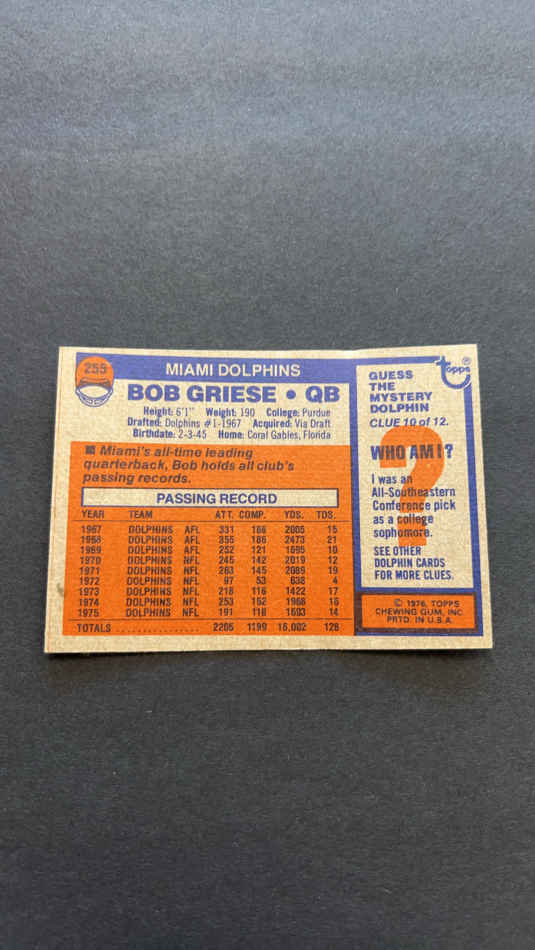 255
MIAMI DOLPHINS
BOB GRIESE • QB
Height: 6'1" Weight: 190 College: Purdue
Drafted: Dolphins #1-1967 Acquired: Via Draft
Birthdate: 2-3-45 Home: Coral Gables, Florida
Miami's all-time leading
quarterback, Bob holds all club's
passing records.
PASSING RECORD
YEAR TEAM ATT. COMP. YDS. TDS.
1967 DOLPHINS AFL 331 166 2005 15
1968 DOLPHINS AFL 355 186 2473 21
1969 DOLPHINS AFL 252 121 1695 10
1970 DOLPHINS NFL 245 142 2019 12
1971 DOLPHINS NFL 263 145 2089 19
1972 DOLPHINS NFL 97 53 638 4
1973 DOLPHINS NFL 218 116 1422 17
1974 DOLPHINS NFL 253 152 1968 16
1975 DOLPHINS NFL 191 118 1693 14
TOTALS 2205 1199 16,002 128
topps ®
GUESS
THE
MYSTERY
DOLPHIN
CLUE 10 of 12.
?
WHO AM I?
I was an
All-Southeastern
Conference pick
as a college
sophomore.
SEE OTHER
DOLPHIN CARDS
FOR MORE CLUES.
© 1976, TOPPS
CHEWING GUM, INC
PRTD. IN U.S.A.